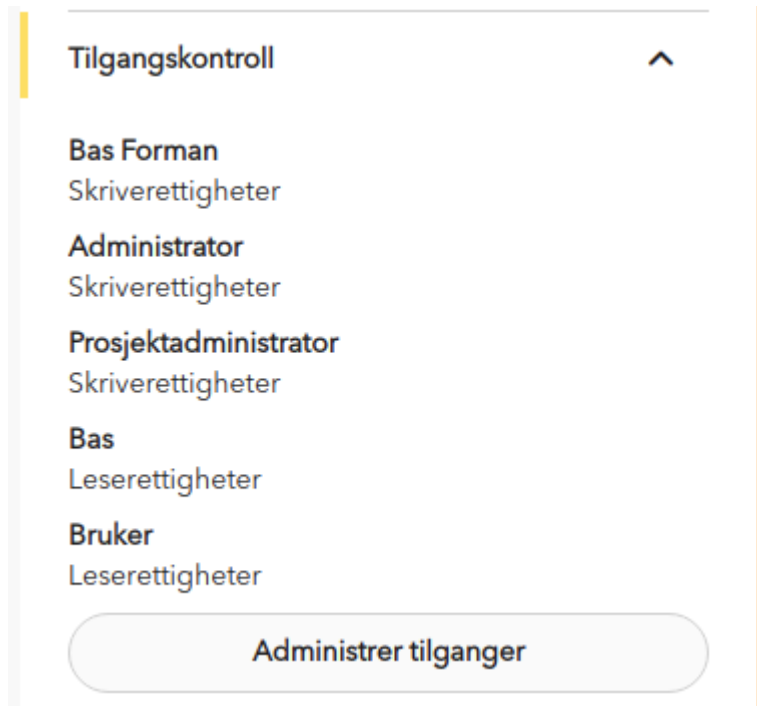 Tilgangskontroll
Bas Forman
Skriverettigheter
Administrator
Skriverettigheter
Prosjektadministrator
Skriverettigheter
Bas
Leserettigheter
Bruker
Leserettigheter
Administrer tilganger